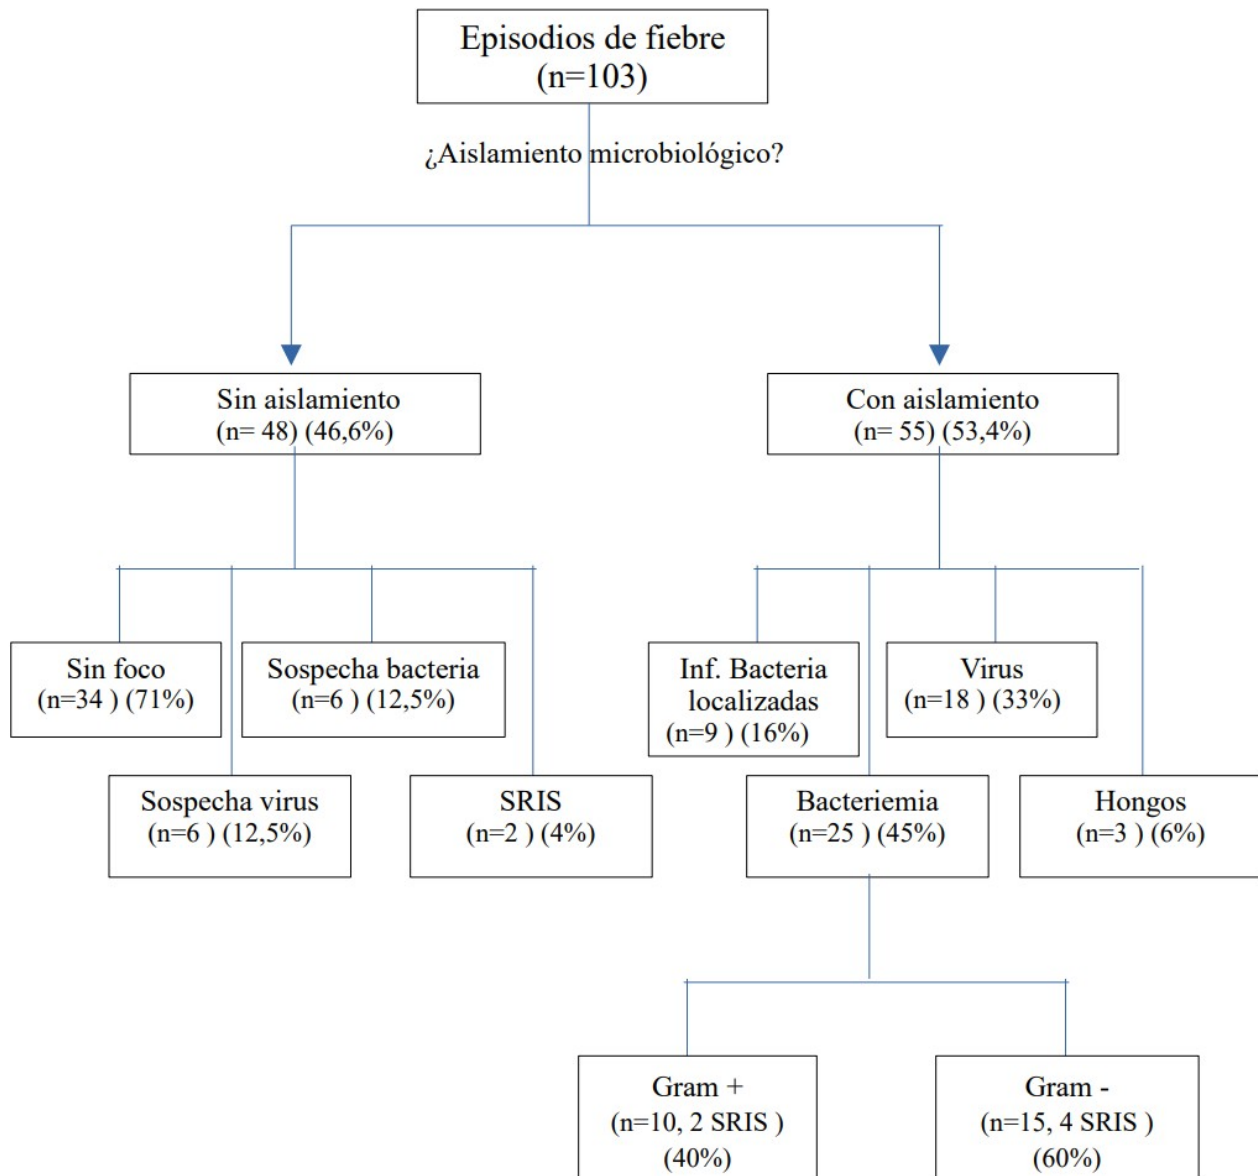 Episodios de fiebre
(n=103)
¿Aislamiento microbiológico?
Sin aislamiento
(n= 48) (46,6%)
Con aislamiento
(n= 55) (53,4%)
Sin foco
(n=34 ) (71%)
Sospecha bacteria
(n=6 ) (12,5%)
Inf. Bacteria
localizadas
(n=9 ) (16%)
Virus
(n=18 ) (33%)
Sospecha virus
(n=6 ) (12,5%)
SRIS
(n=2 ) (4%)
Bacteriemia
(n=25 ) (45%)
Hongos
(n=3 ) (6%)
Gram +
(n=10, 2 SRIS )
(40%)
Gram -
(n=15, 4 SRIS )
(60%)